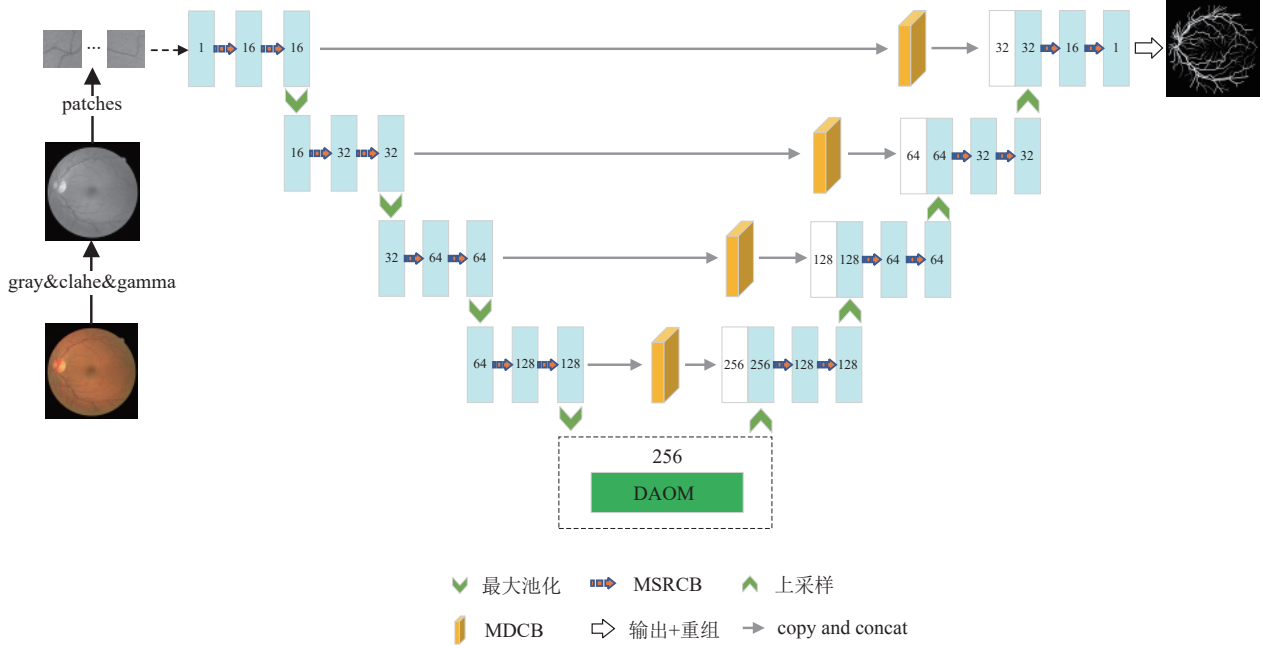 ...
1 16 16
32 32 16 1
patches
16 32 32
64 64 32 32
gray&clahe&gamma
32 64 64
128 128 64 64
64 128 128
256 256 128 128
256
DAOM
最大池化 MSRCB 上采样
MDCB 输出+重组 copy and concat